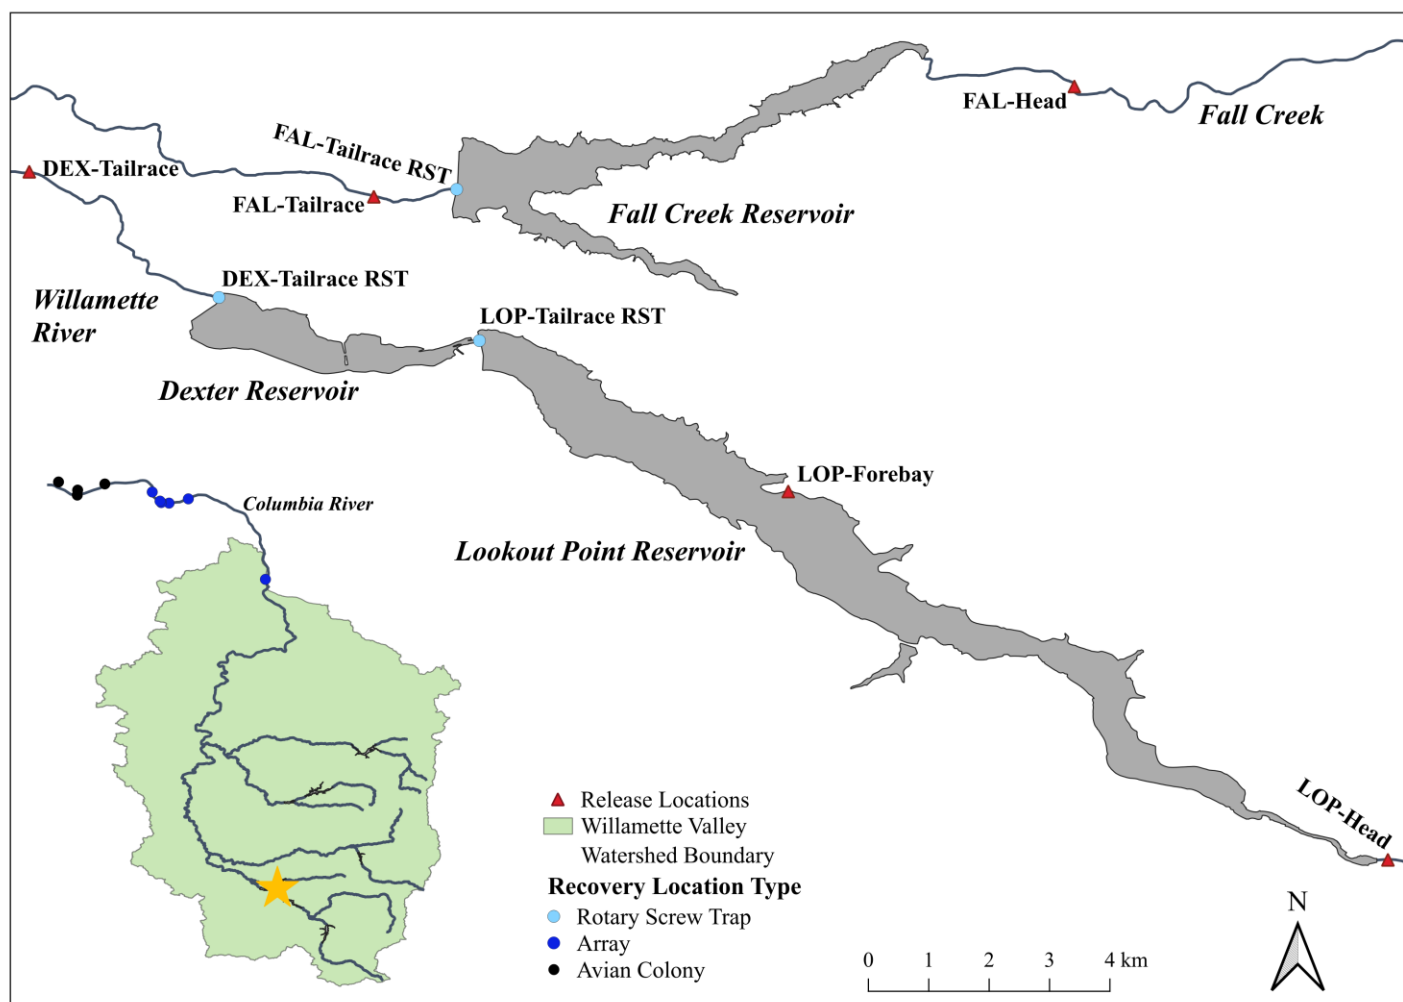 FAL-Head
Fall Creek
FAL-Tailrace RST
DEX-Tailrace
FAL-Tailrace
Fall Creek Reservoir
DEX-Tailrace RST
Willamette
River
LOP-Tailrace RST
Dexter Reservoir
LOP-Forebay
Columbia River
Lookout Point Reservoir
LOP-Head
Release Locations
Willamette Valley
Watershed Boundary
Recovery Location Type
Rotary Screw Trap
Array
Avian Colony
0 1 2 3 4 km
N